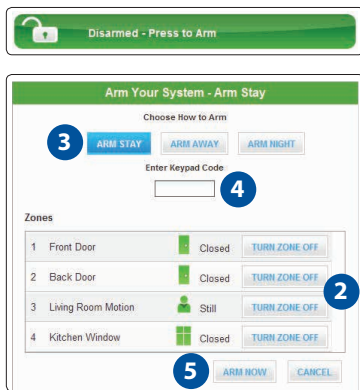 Disarmed - Press to Arm
Arm Your System - Arm Stay
Choose How to Arm
3 ARM STAY ARM AWAY ARM NIGHT
Enter Keypad Code
4
Zones
1 Front Door Closed TURN ZONE OFF
2 Back Door Closed TURN ZONE OFF
2
3 Living Room Motion Still TURN ZONE OFF
4 Kitchen Window Closed TURN ZONE OFF
5 ARM NOW CANCEL